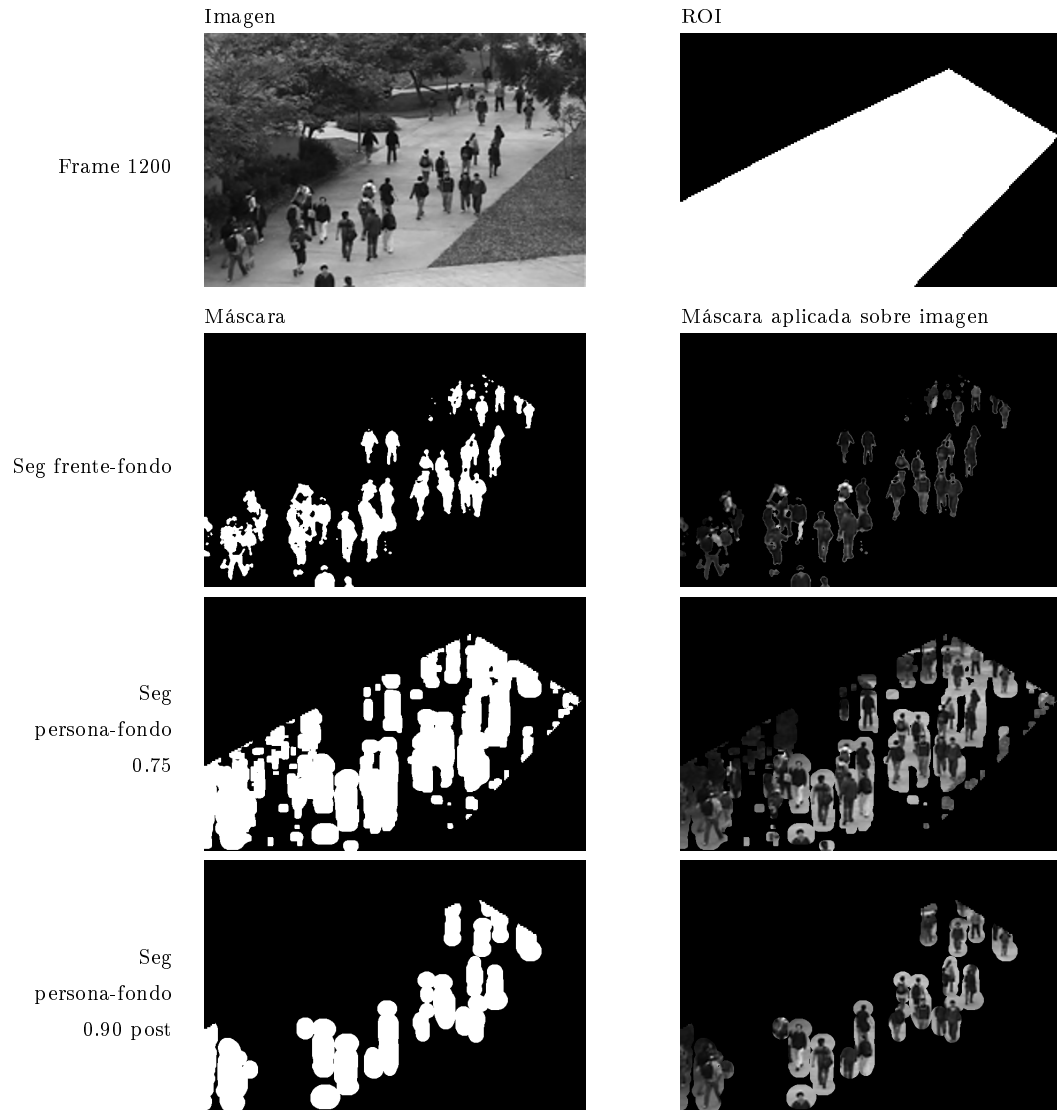 Imagen
ROI
Frame 1200
Máscara
Máscara aplicada sobre imagen
Seg frente-fondo
Seg
persona-fondo
0.75
Seg
persona-fondo
0.90 post